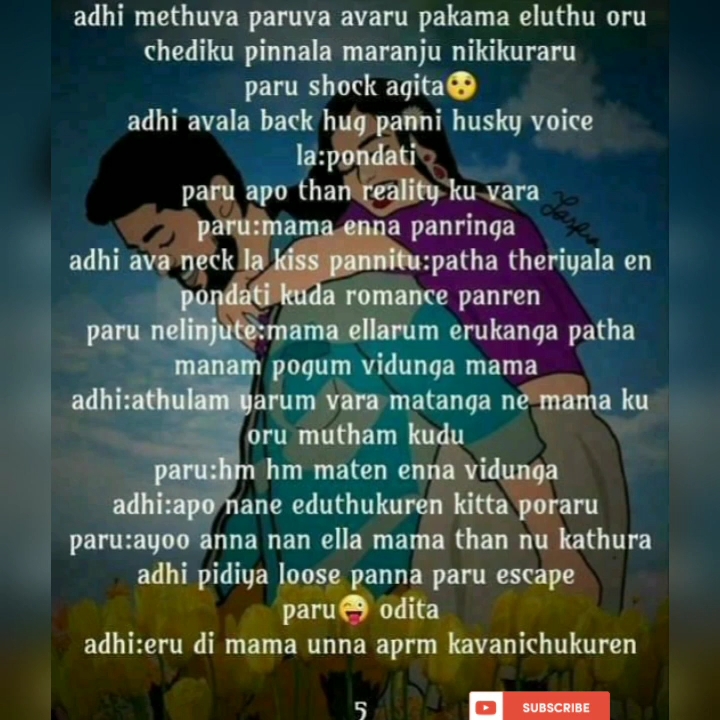 adhi methuva paruva avaru pakama eluthu oru
chediku pinnala maranju nikikuraru
paru shock agita😯
adhi avala back hug panni husky voice
la:pondati
paru apo than reality ku vara
paru:mama enna panringa
adhi ava neck la kiss pannitu:patha theriyala en
pondati kuda romance panren
paru nelinjute:mama ellarum erukanga patha
manam pogum vidunga mama
adhi:athulam yarum vara matanga ne mama ku
oru mutham kudu
paru:hm hm maten enna vidunga
adhi:apo nane eduthukuren kitta poraru
paru:ayoo anna nan ella mama than nu kathura
adhi pidiya loose panna paru escape
paru😜 odita
adhi:eru di mama unna aprm kavanichukuren
5
SUBSCRIBE